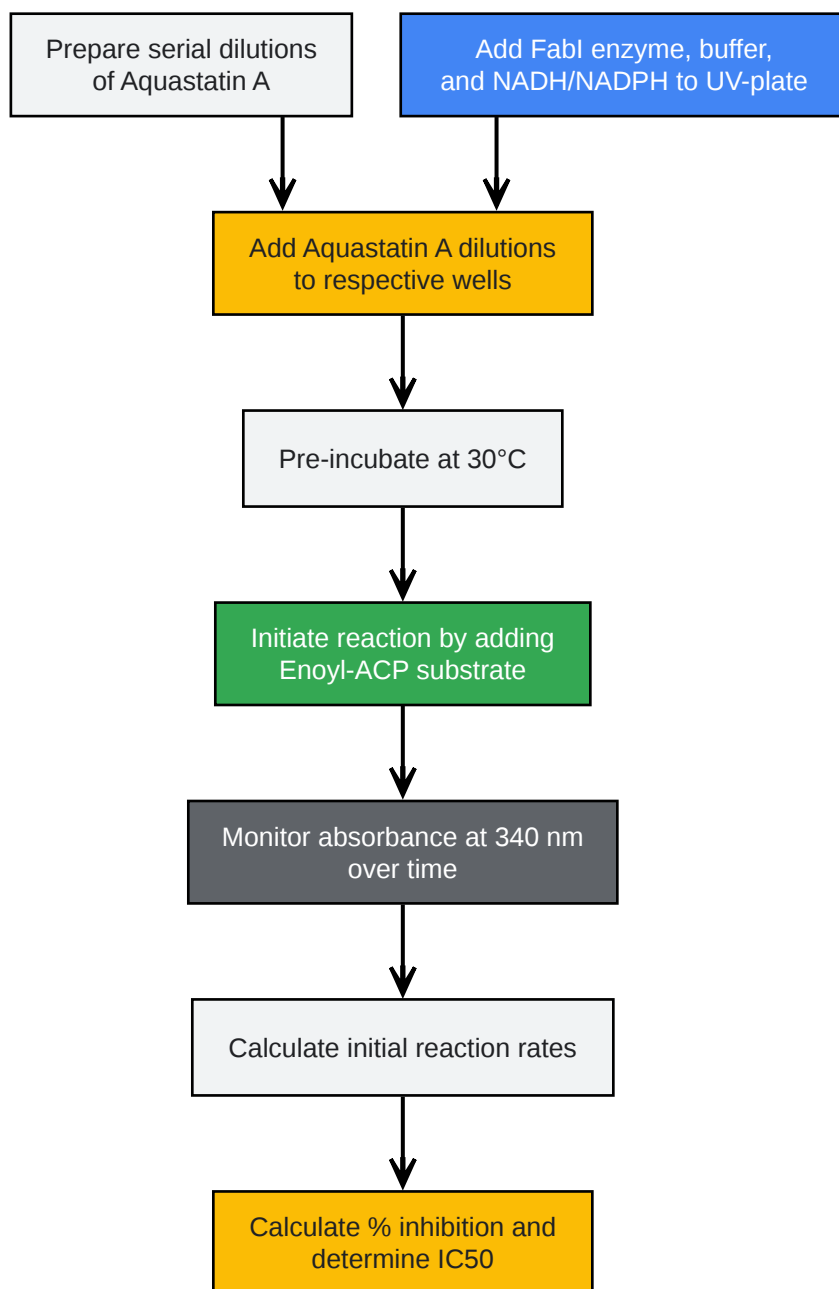 Prepare serial dilutions
of Aquastatin A
Add FabI enzyme, buffer,
and NADH/NADPH to UV-plate
Add Aquastatin A dilutions
to respective wells
Pre-incubate at 30°C
Initiate reaction by adding
Enoyl-ACP substrate
Monitor absorbance at 340 nm
over time
Calculate initial reaction rates
Calculate % inhibition and
determine IC50